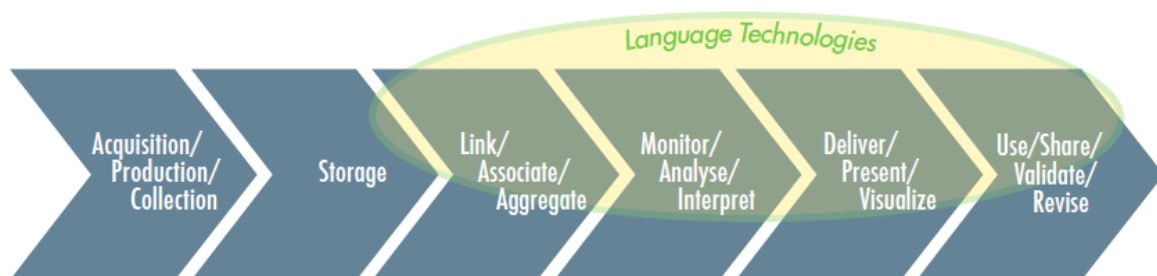 Language Technologies
Acquisition/
Production/
Collection
Storage
Link/
Associate/
Aggregate
Monitor/
Analyse/
Interpret
Deliver/
Present/
Visualize
Use/Share/
Validate/
Revise